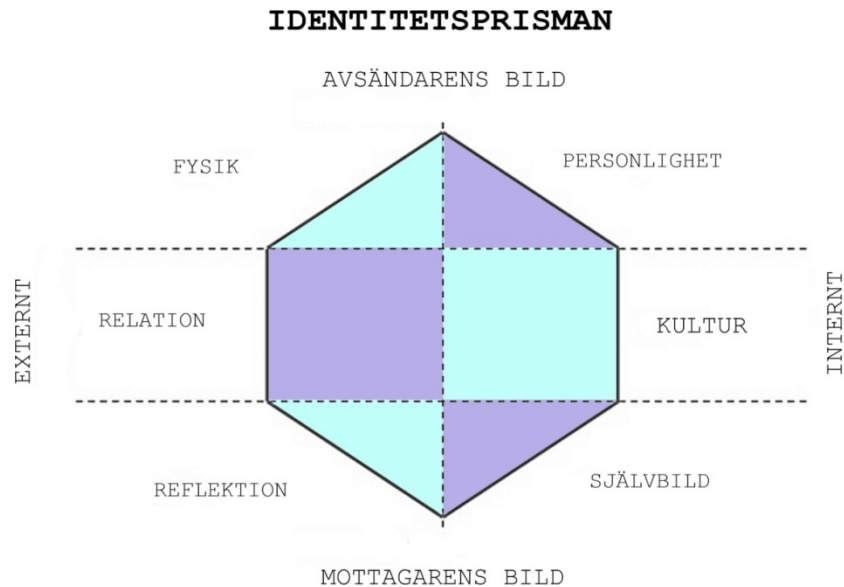 IDENTITETSPRISMAN
AVSÄNDARENS BILD
FYSIK
PERSONLIGHET
EXTERNT
RELATION
KULTUR
INTERNT
REFLEKTION
SJÄLVBILD
MOTTAGARENS BILD